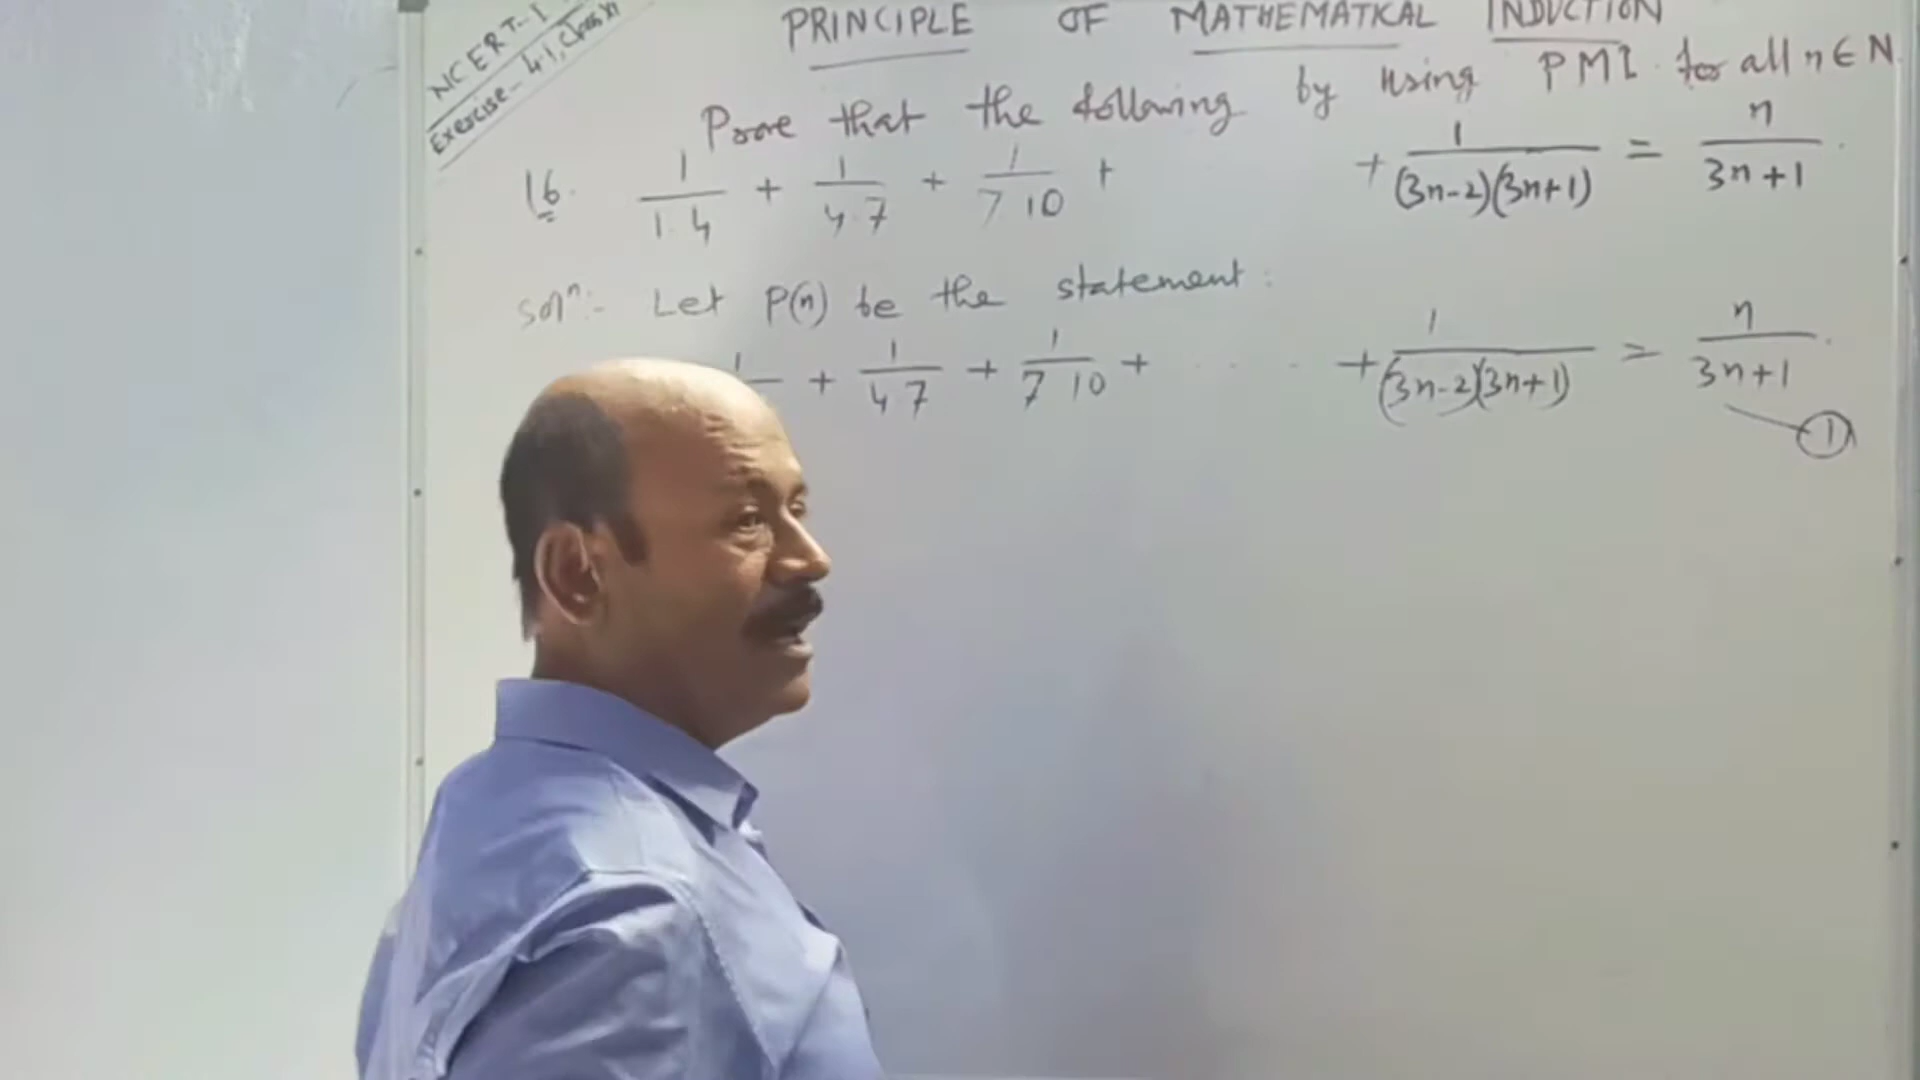 NCERT-1
Exercise-4.1, Class XI
PRINCIPLE OF MATHEMATICAL INDUCTION
Prove that the following by using PMI for all n∈N
16. 1/1.4 + 1/4.7 + 1/7 10 + + 1/(3n-2)(3n+1) = n/3n+1.
Solⁿ:- Let P(n) be the statement:
+ 1/4 7 + 1/7 10 + . . . . + 1/(3n-2)(3n+1) = n/3n+1.
1